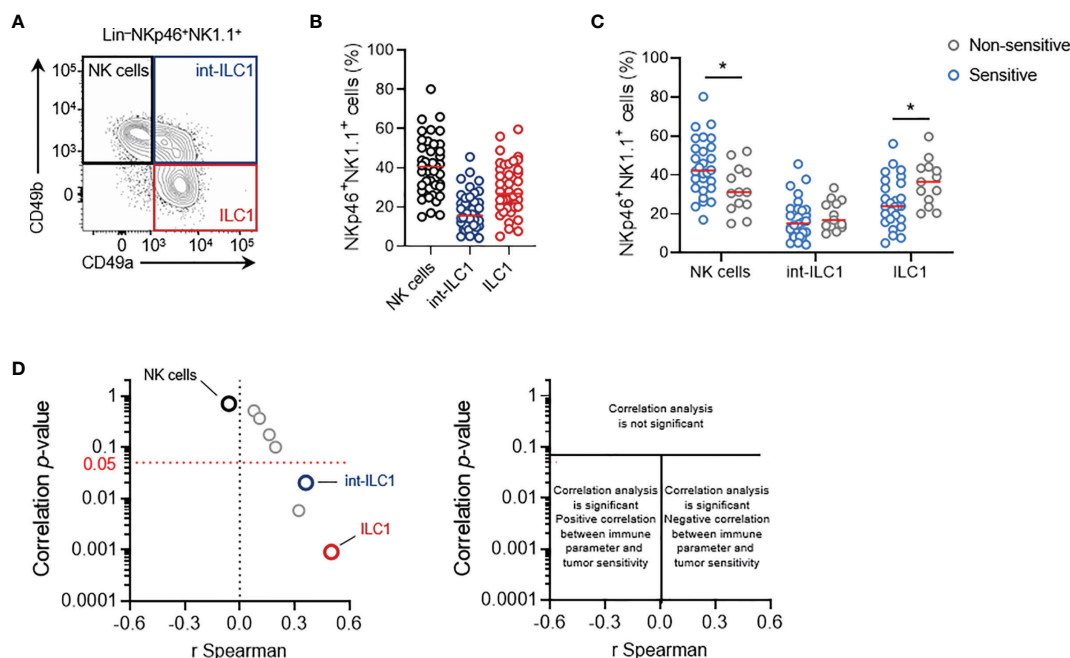 A
Lin⁻NKp46⁺NK1.1⁺
NK cells
int-ILC1
ILC1
10⁵
10⁴
10³
0
CD49b
0
10³
10⁴
10⁵
CD49a
B
NKp46⁺NK1.1⁺ cells (%)
100
80
60
40
20
0
NK cells
int-ILC1
ILC1
C
NKp46⁺NK1.1⁺ cells (%)
100
80
60
40
20
0
*
*
NK cells
int-ILC1
ILC1
Non-sensitive
Sensitive
D
Correlation p-value
1
0.1
0.05
0.01
0.001
0.0001
NK cells
int-ILC1
ILC1
-0.6
-0.3
0.0
0.3
0.6
r Spearman
Correlation p-value
1
0.1
0.01
0.001
0.0001
Correlation analysis
is not significant
Correlation analysis
is significant
Positive correlation
between immune
parameter and
tumor sensitivity
Correlation analysis
is significant
Negative correlation
between immune
parameter and
tumor sensitivity
-0.6
-0.3
0.0
0.3
0.6
r Spearman